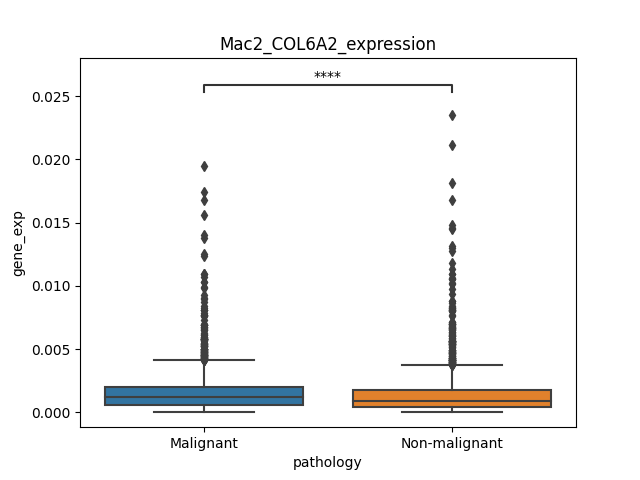 Mac2_COL6A2_expression
****
0.025
0.020
0.015
0.010
0.005
0.000
gene_exp
Malignant
Non-malignant
pathology